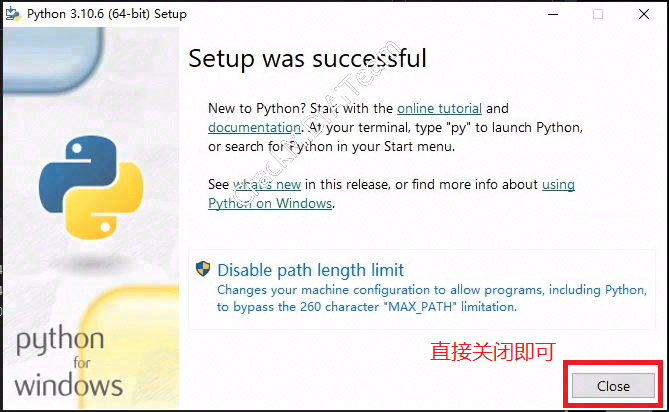 Python 3.10.6 (64-bit) Setup
Setup was successful
New to Python? Start with the online tutorial and
documentation. At your terminal, type "py" to launch Python,
or search for Python in your Start menu.
See what's new in this release, or find more info about using
Python on Windows.
Disable path length limit
Changes your machine configuration to allow programs, including Python,
to bypass the 260 character "MAX_PATH" limitation.
直接关闭即可
python
for
windows
Close